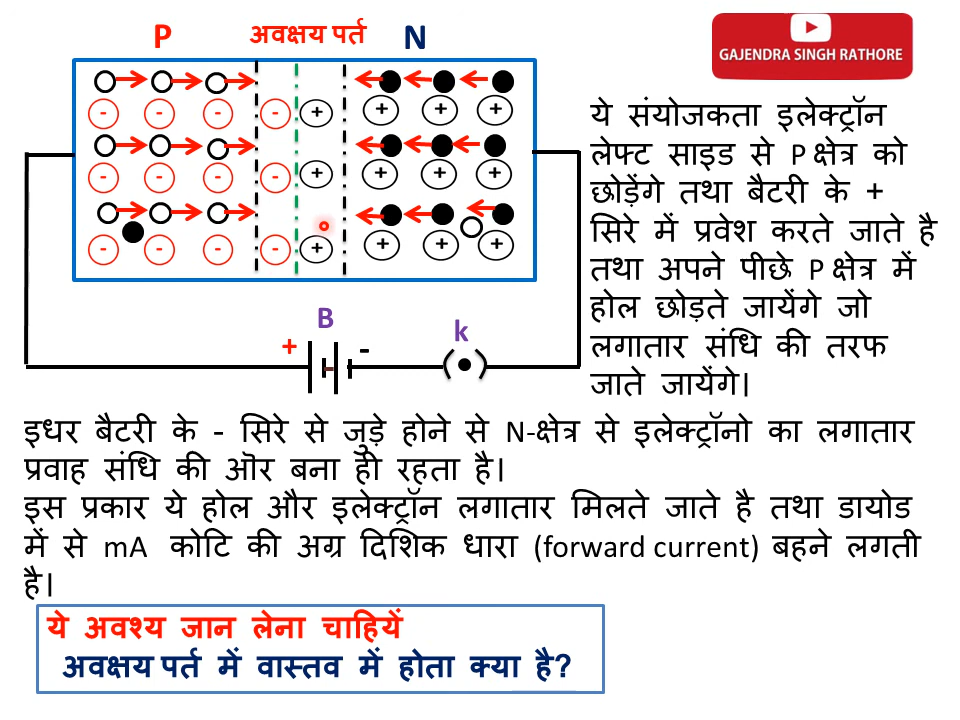 P अवक्षय पर्त N
GAJENDRA SINGH RATHORE
- - - - + + + +
- - - - + + + +
- - - - + + + +
B
k
+ -
ये संयोजकता इलेक्ट्रॉन
लेफ्ट साइड से P क्षेत्र को
छोड़ेंगे तथा बैटरी के +
सिरे में प्रवेश करते जाते है
तथा अपने पीछे P क्षेत्र में
होल छोड़ते जायेंगे जो
लगातार संधि की तरफ
जाते जायेंगे।
इधर बैटरी के - सिरे से जुड़े होने से N-क्षेत्र से इलेक्ट्रॉनो का लगातार
प्रवाह संधि की ऒर बना ही रहता है।
इस प्रकार ये होल और इलेक्ट्रॉन लगातार मिलते जाते है तथा डायोड
में से mA कोटि की अग्र दिशिक धारा (forward current) बहने लगती
है।
ये अवश्य जान लेना चाहियें
अवक्षय पर्त में वास्तव में होता क्या है?